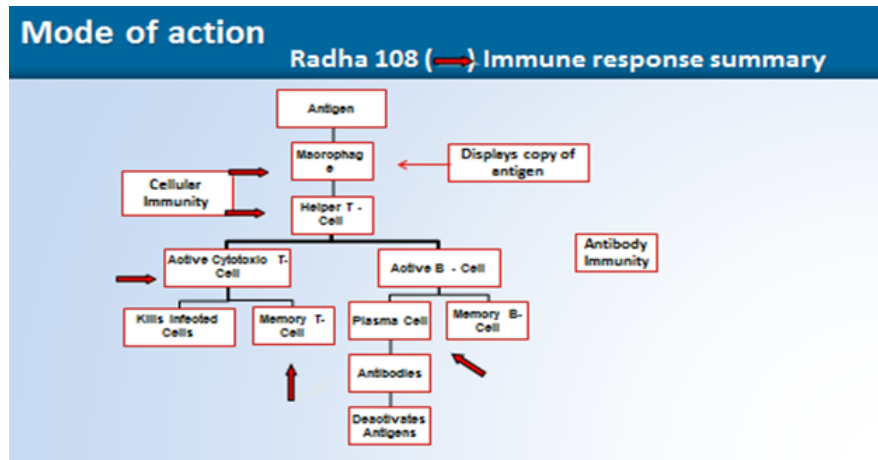 Mode of action
Radha 108 ( ) Immune response summary
Antigen
Macrophag
e
Displays copy of
antigen
Cellular
Immunity
Helper T -
Cell
Antibody
Immunity
Active Cytotoxic T-
Cell
Active B - Cell
Kills Infected
Cells
Memory T-
Cell
Plasma Cell
Memory B-
Cell
Antibodies
Deactivates
Antigens